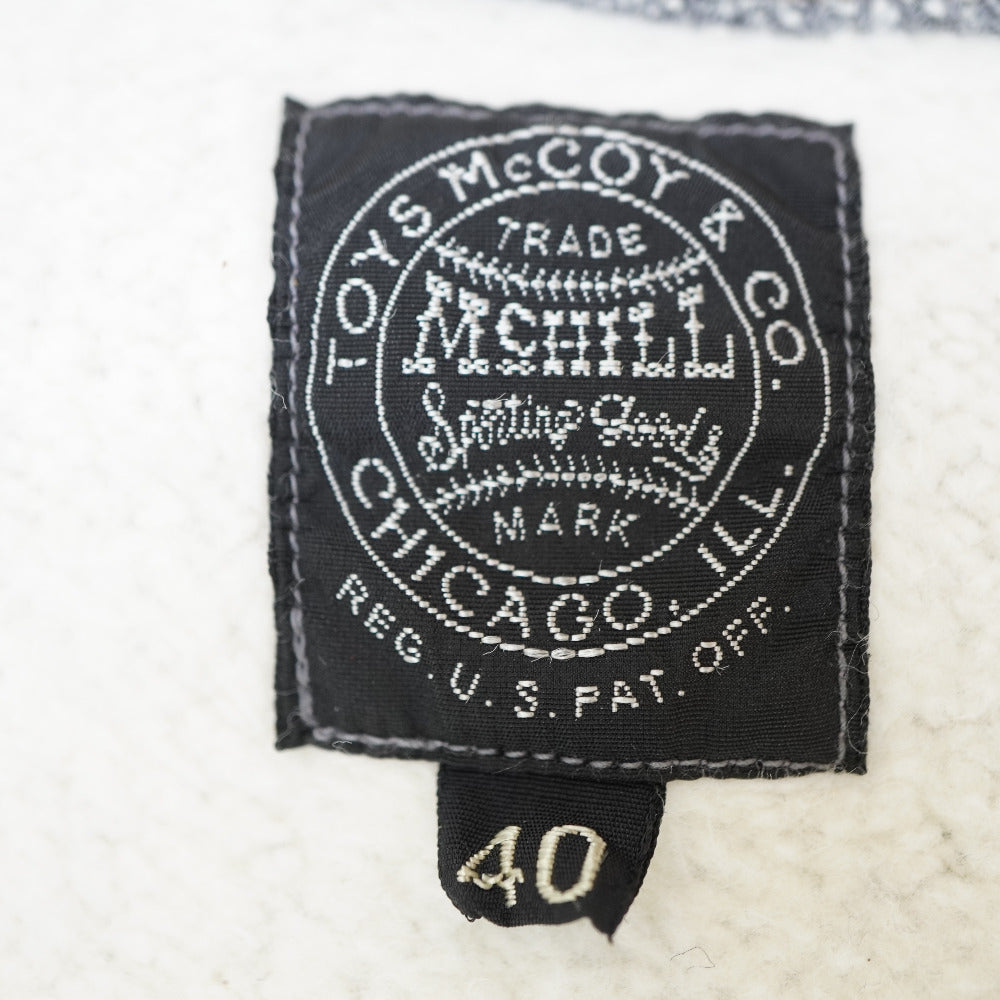 TOYS McCOY & CO.
TRADE
McHILL
Sporting Goods
MARK
CHICAGO, ILL.
REG. U.S. PAT. OFF.
40